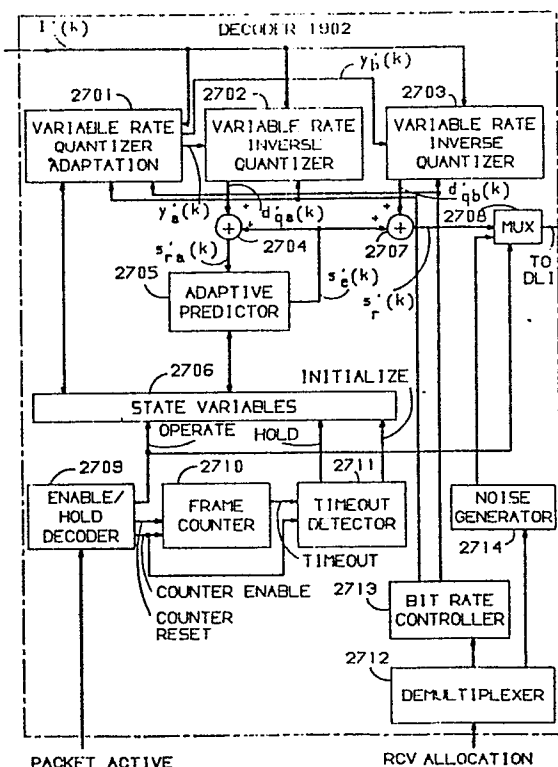 I'(k)
DECODER 1902
y'b(k)
2701
2702
2703
VARIABLE RATE
QUANTIZER
ADAPTATION
VARIABLE RATE
INVERSE
QUANTIZER
VARIABLE RATE
INVERSE
QUANTIZER
y'a(k)
d'qa(k)
d'qb(k)
2708
MUX
+
+
+
+
2704
2707
TO
DLI
s'ra(k)
2705
ADAPTIVE
PREDICTOR
s'e(k)
s'r(k)
2706
INITIALIZE
STATE VARIABLES
OPERATE
HOLD
2709
2710
2711
ENABLE/
HOLD
DECODER
FRAME
COUNTER
TIMEOUT
DETECTOR
NOISE
GENERATOR
2714
TIMEOUT
COUNTER ENABLE
COUNTER
RESET
2713
BIT RATE
CONTROLLER
2712
DEMULTIPLEXER
PACKET ACTIVE
RCV ALLOCATION